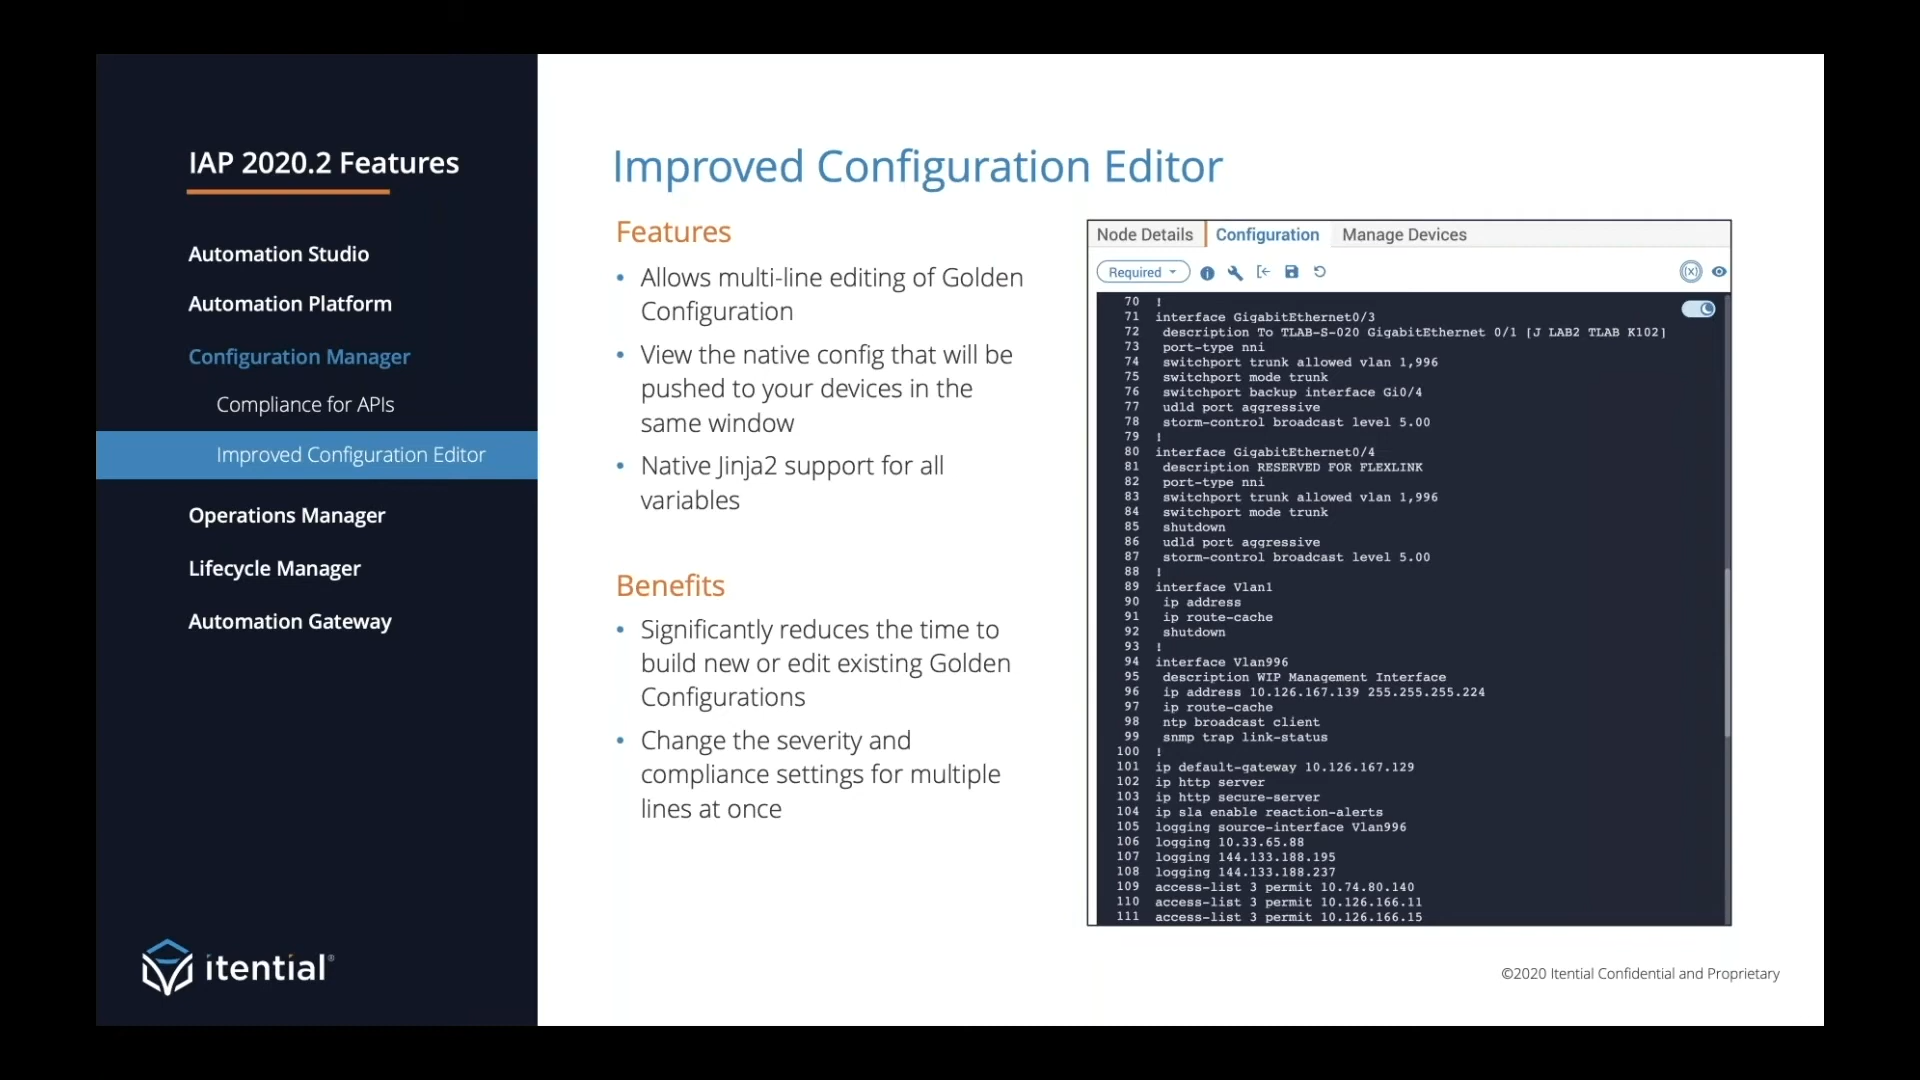 IAP 2020.2 Features
Automation Studio
Automation Platform
Configuration Manager
Compliance for APIs
Improved Configuration Editor
Operations Manager
Lifecycle Manager
Automation Gateway
itential®
Improved Configuration Editor
Features
• Allows multi-line editing of Golden
Configuration
• View the native config that will be
pushed to your devices in the
same window
• Native Jinja2 support for all
variables
Benefits
• Significantly reduces the time to
build new or edit existing Golden
Configurations
• Change the severity and
compliance settings for multiple
lines at once
Node Details Configuration Manage Devices
Required
70 !
71 interface GigabitEthernet0/3
72 description To TLAB-S-020 GigabitEthernet 0/1 [J LAB2 TLAB K102]
73 port-type nni
74 switchport trunk allowed vlan 1,996
75 switchport mode trunk
76 switchport backup interface Gi0/4
77 udld port aggressive
78 storm-control broadcast level 5.00
79 !
80 interface GigabitEthernet0/4
81 description RESERVED FOR FLEXLINK
82 port-type nni
83 switchport trunk allowed vlan 1,996
84 switchport mode trunk
85 shutdown
86 udld port aggressive
87 storm-control broadcast level 5.00
88 !
89 interface Vlan1
90 ip address
91 ip route-cache
92 shutdown
93 !
94 interface Vlan996
95 description WIP Management Interface
96 ip address 10.126.167.139 255.255.255.224
97 ip route-cache
98 ntp broadcast client
99 snmp trap link-status
100 !
101 ip default-gateway 10.126.167.129
102 ip http server
103 ip http secure-server
104 ip sla enable reaction-alerts
105 logging source-interface Vlan996
106 logging 10.33.65.88
107 logging 144.133.188.195
108 logging 144.133.188.237
109 access-list 3 permit 10.74.80.140
110 access-list 3 permit 10.126.166.11
111 access-list 3 permit 10.126.166.15
©2020 Itential Confidential and Proprietary